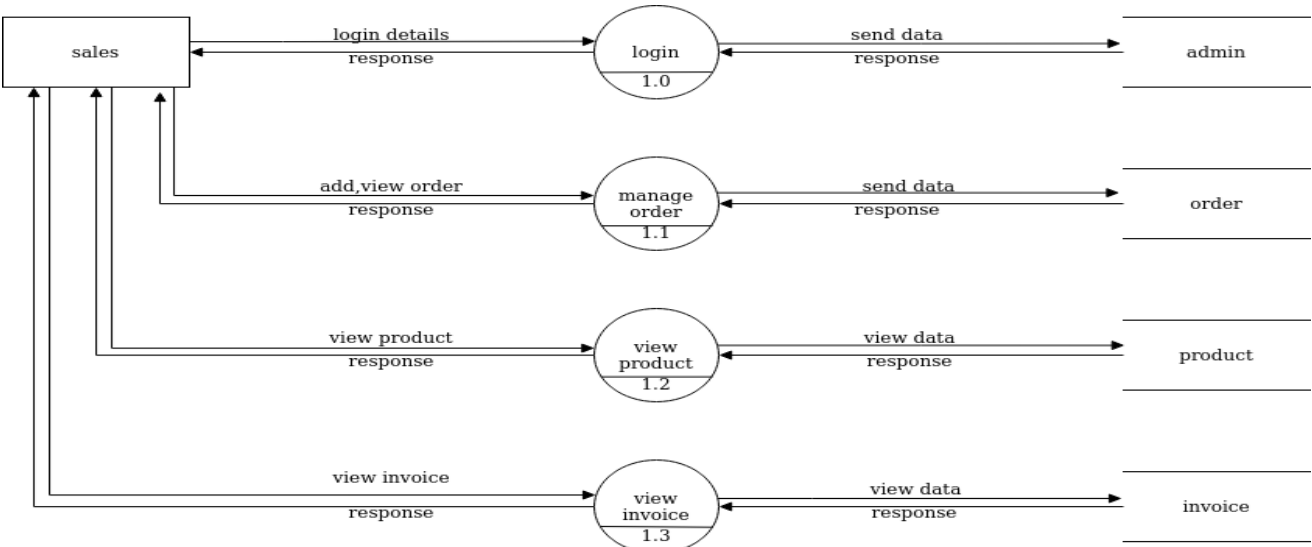 sales
login details
response
login
1.0
send data
response
admin
add,view order
response
manage
order
1.1
send data
response
order
view product
response
view
product
1.2
view data
response
product
view invoice
response
view
invoice
1.3
view data
response
invoice